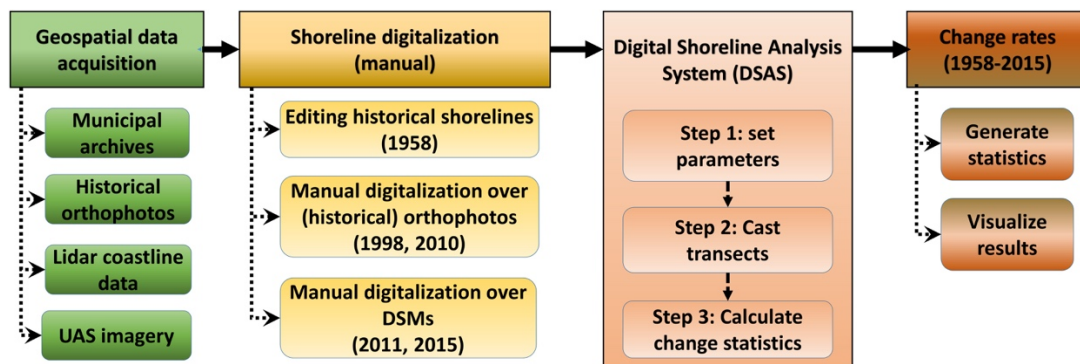 Geospatial data
acquisition
Municipal
archives
Historical
orthophotos
Lidar coastline
data
UAS imagery
Shoreline digitalization
(manual)
Editing historical shorelines
(1958)
Manual digitalization over
(historical) orthophotos
(1998, 2010)
Manual digitalization over
DSMs
(2011, 2015)
Digital Shoreline Analysis
System (DSAS)
Step 1: set
parameters
Step 2: Cast
transects
Step 3: Calculate
change statistics
Change rates
(1958-2015)
Generate
statistics
Visualize
results